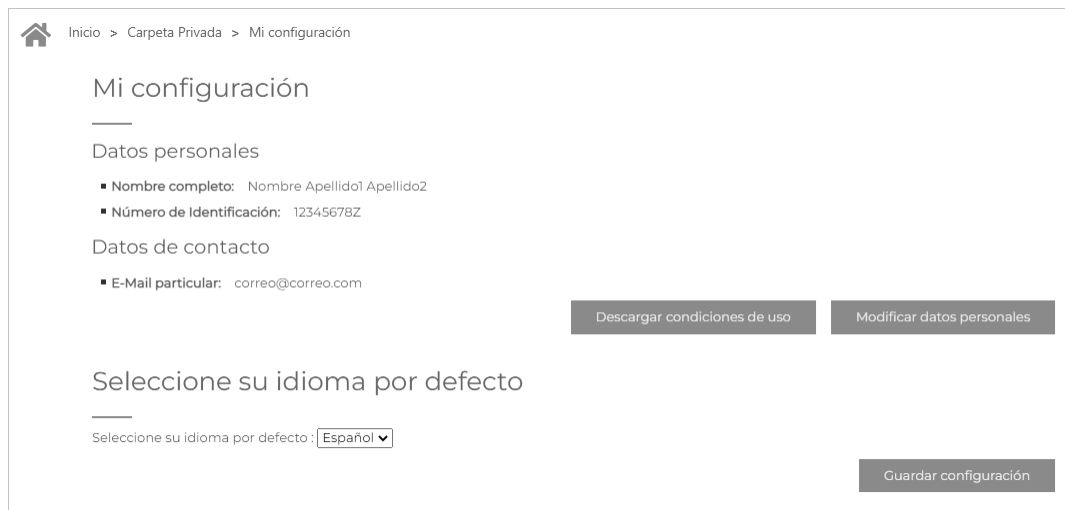 Inicio > Carpeta Privada > Mi configuración
Mi configuración
Datos personales
Nombre completo: Nombre Apellido1 Apellido2
Número de Identificación: 12345678Z
Datos de contacto
E-Mail particular: correo@correo.com
Descargar condiciones de uso Modificar datos personales
Seleccione su idioma por defecto
Seleccione su idioma por defecto : Español
Guardar configuración